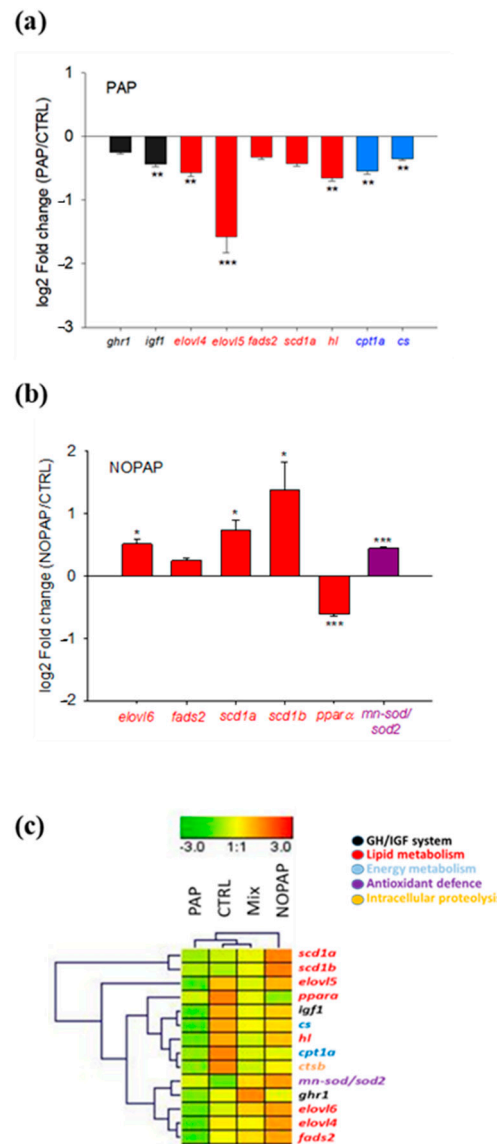 (a)
PAP
log2 Fold change (PAP/CTRL)
1
0
−1
−2
−3
** ** *** ** ** **
ghr1 igf1 elovl4 elovl5 fads2 scd1a hl cpt1a cs
(b)
NOPAP
log2 Fold change (NOPAP/CTRL)
2
1
0
−1
−2
* * * *** ***
elovl6 fads2 scd1a scd1b pparα mn-sod/
sod2
(c)
-3.0 1:1 3.0
PAP CTRL Mix NOPAP
GH/IGF system
Lipid metabolism
Energy metabolism
Antioxidant defence
Intracellular proteolysi
scd1a
scd1b
elovl5
ppara
igf1
cs
hl
cpt1a
ctsb
mn-sod/sod2
ghr1
elovl6
elovl4
fads2